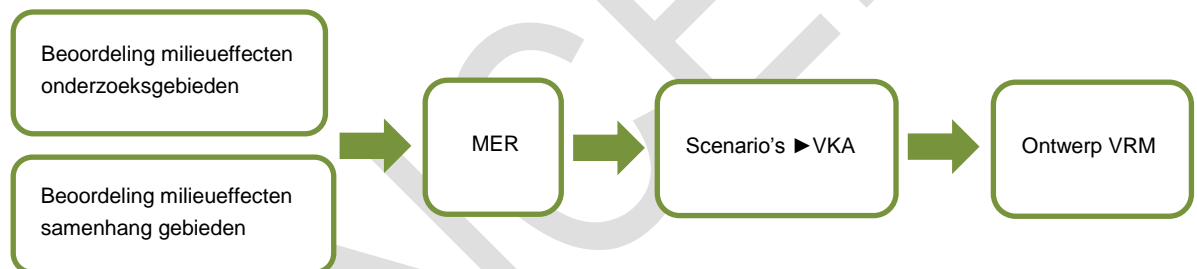 Beoordeling milieueffecten
onderzoeksgebieden
Beoordeling milieueffecten
samenhang gebieden
MER
Scenario's ►VKA
Ontwerp VRM